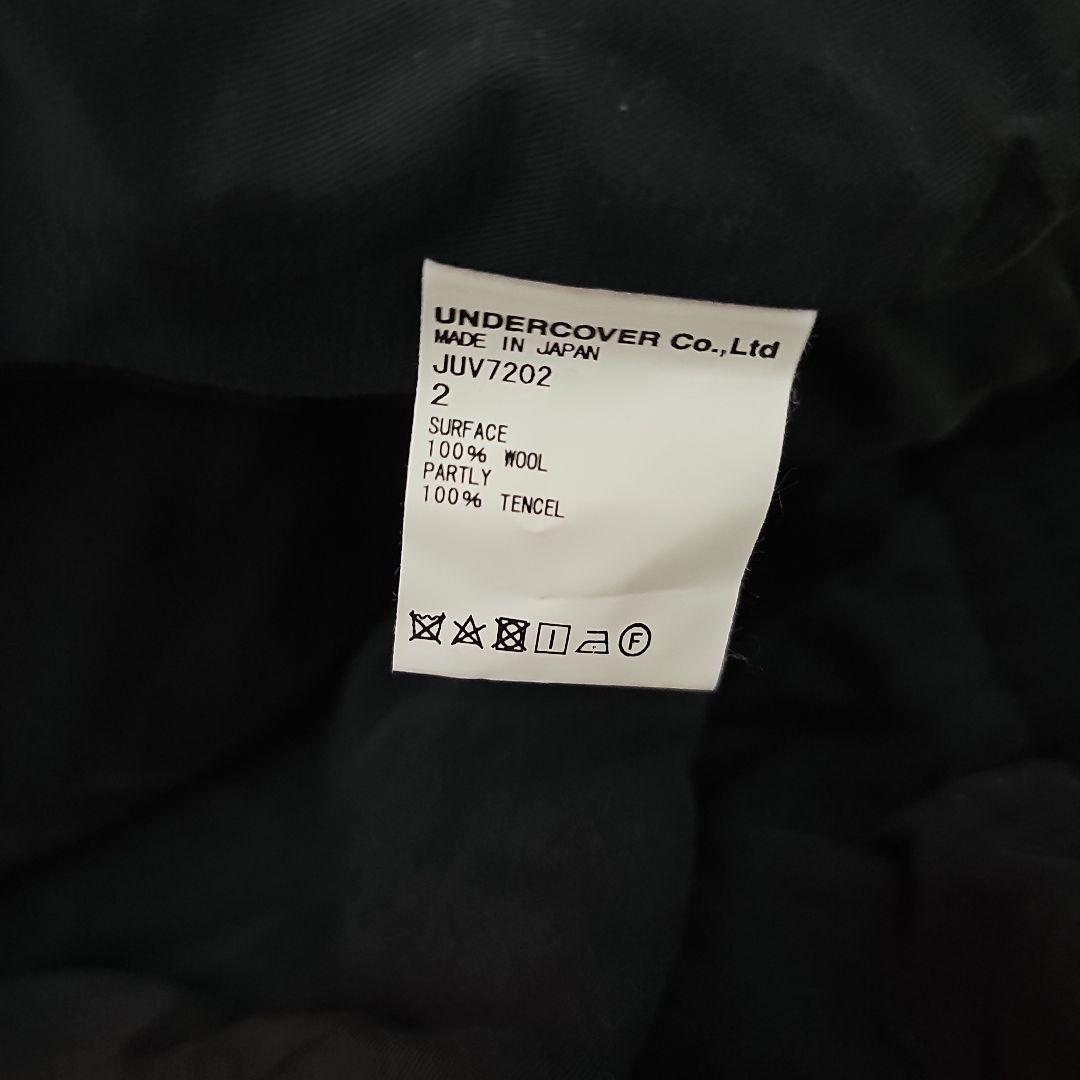 UNDERCOVER Co.,Ltd
MADE IN JAPAN
JUV7202
2
SURFACE
100% WOOL
PARTLY
100% TENCEL
F